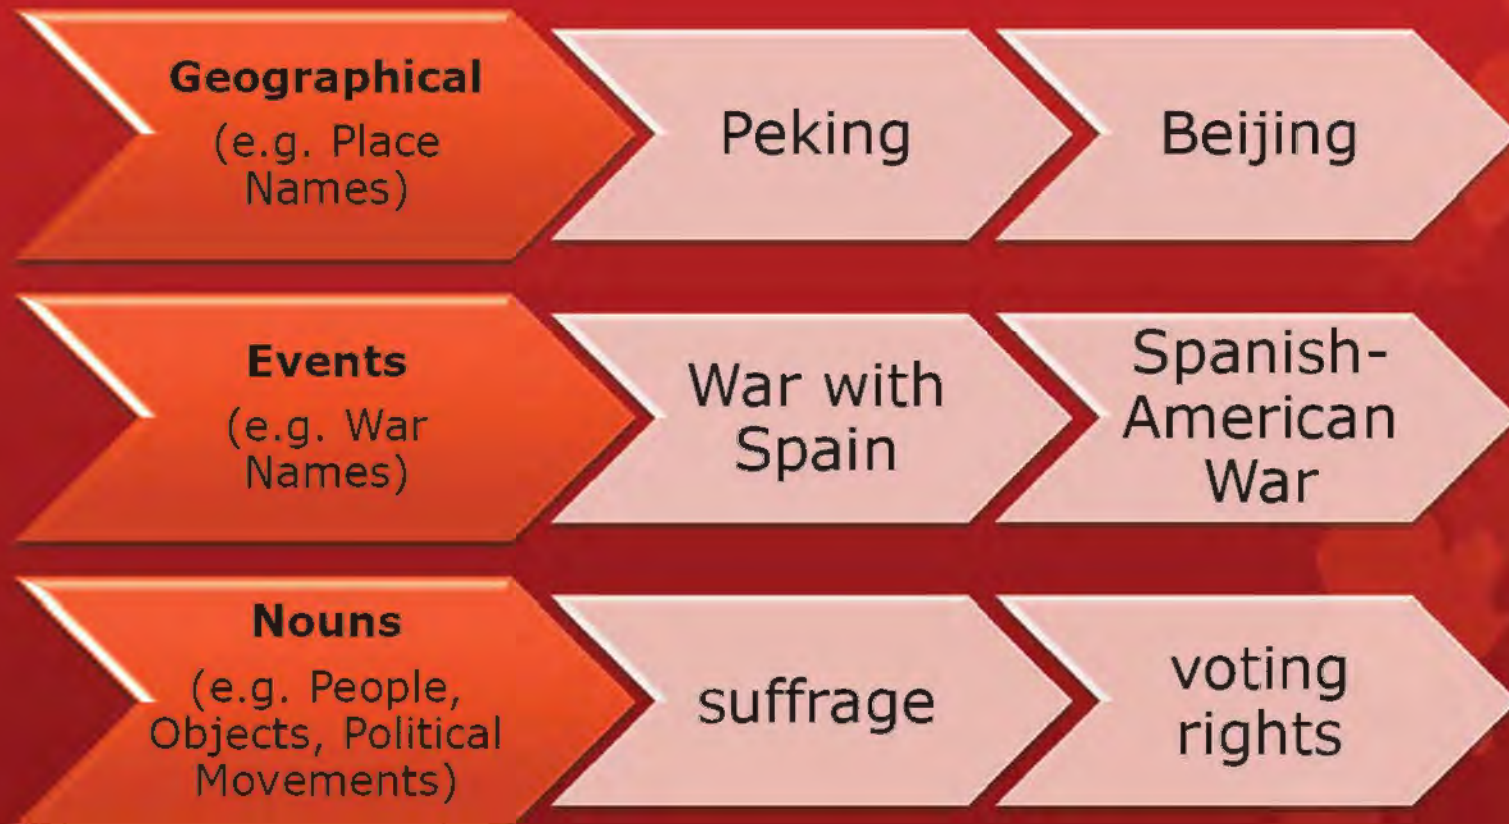 Geographical
(e.g. Place
Names)
Peking
Beijing
Events
(e.g. War
Names)
War with
Spain
Spanish-
American
War
Nouns
(e.g. People,
Objects, Political
Movements)
suffrage
voting
rights